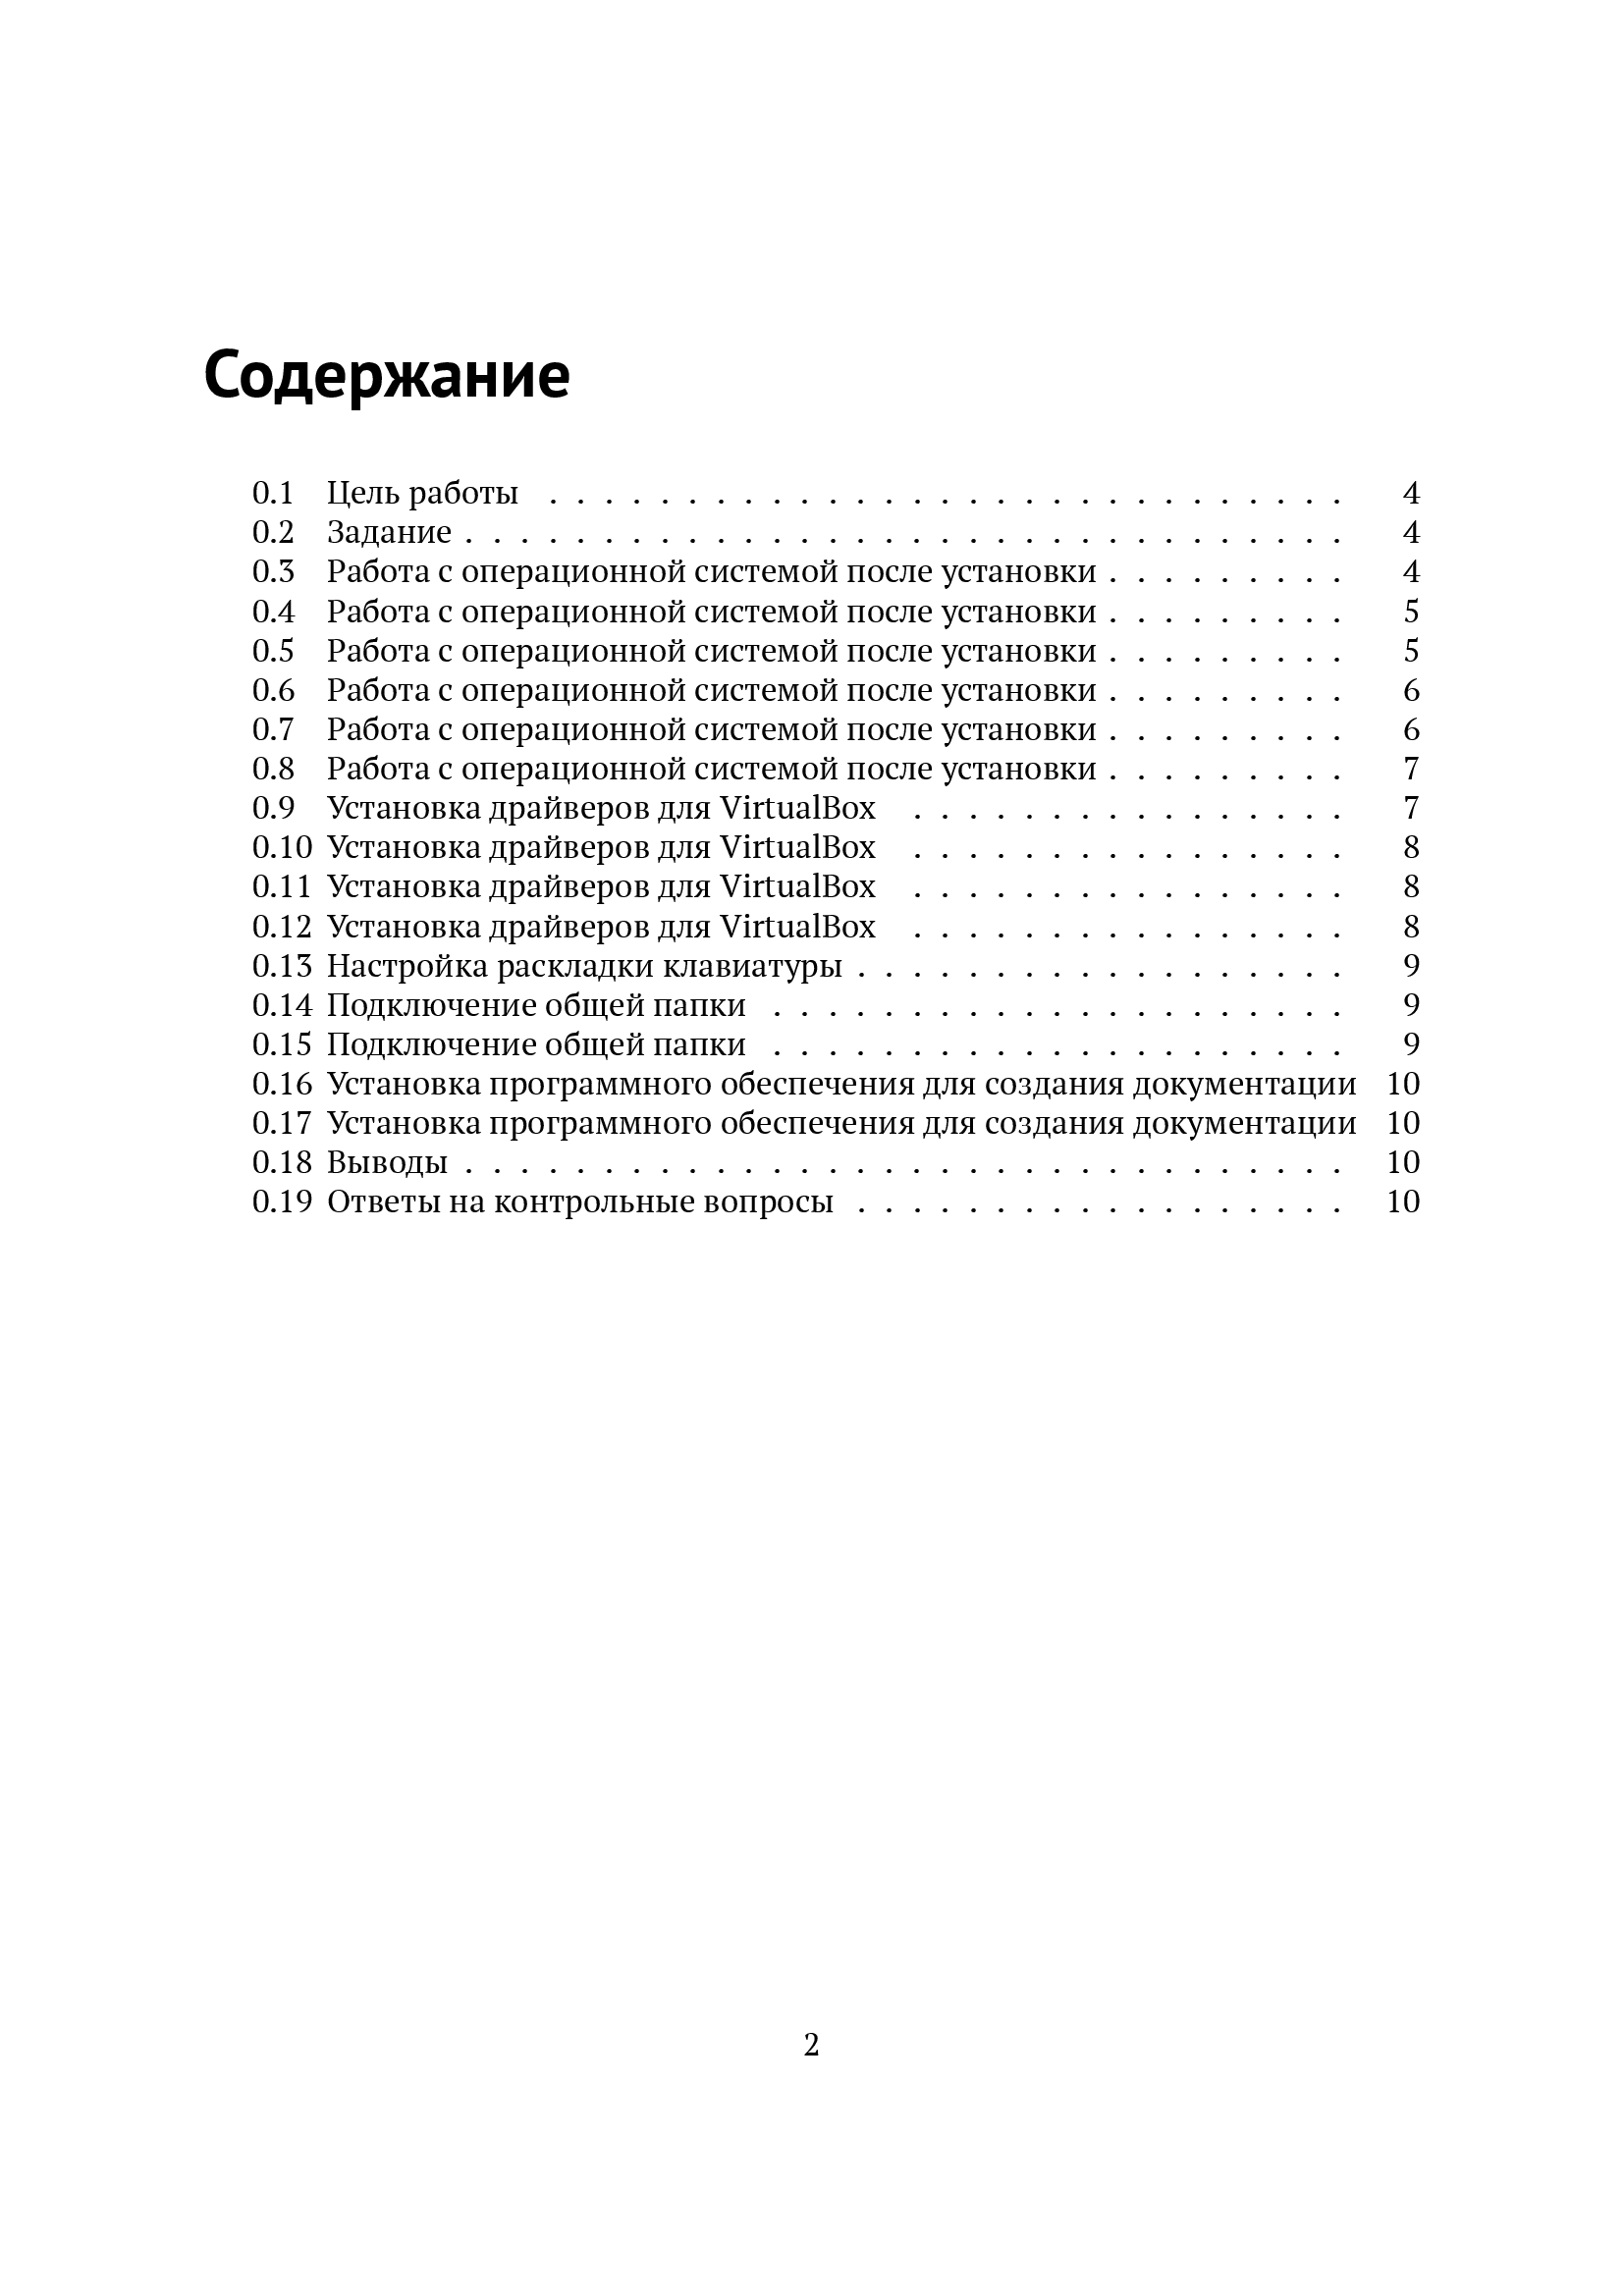 Содержание
0.1 Цель работы . . . . . . . . . . . . . . . . . . . . . . . . . . . . . 4
0.2 Задание . . . . . . . . . . . . . . . . . . . . . . . . . . . . . . . . 4
0.3 Работа с операционной системой после установки . . . . . . . . . 4
0.4 Работа с операционной системой после установки . . . . . . . . . 5
0.5 Работа с операционной системой после установки . . . . . . . . . 5
0.6 Работа с операционной системой после установки . . . . . . . . . 6
0.7 Работа с операционной системой после установки . . . . . . . . . 6
0.8 Работа с операционной системой после установки . . . . . . . . . 7
0.9 Установка драйверов для VirtualBox . . . . . . . . . . . . . . . . 7
0.10 Установка драйверов для VirtualBox . . . . . . . . . . . . . . . . 8
0.11 Установка драйверов для VirtualBox . . . . . . . . . . . . . . . . 8
0.12 Установка драйверов для VirtualBox . . . . . . . . . . . . . . . . 8
0.13 Настройка раскладки клавиатуры . . . . . . . . . . . . . . . . . . 9
0.14 Подключение общей папки . . . . . . . . . . . . . . . . . . . . . 9
0.15 Подключение общей папки . . . . . . . . . . . . . . . . . . . . . 9
0.16 Установка программного обеспечения для создания документации 10
0.17 Установка программного обеспечения для создания документации 10
0.18 Выводы . . . . . . . . . . . . . . . . . . . . . . . . . . . . . . . . 10
0.19 Ответы на контрольные вопросы . . . . . . . . . . . . . . . . . . 10
2